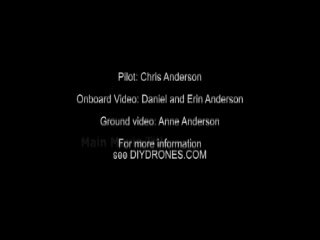 Pilot: Chris Anderson
Onboard Video: Daniel and Erin Anderson
Ground video: Anne Anderson
For more information
see DIYDRONES.COM